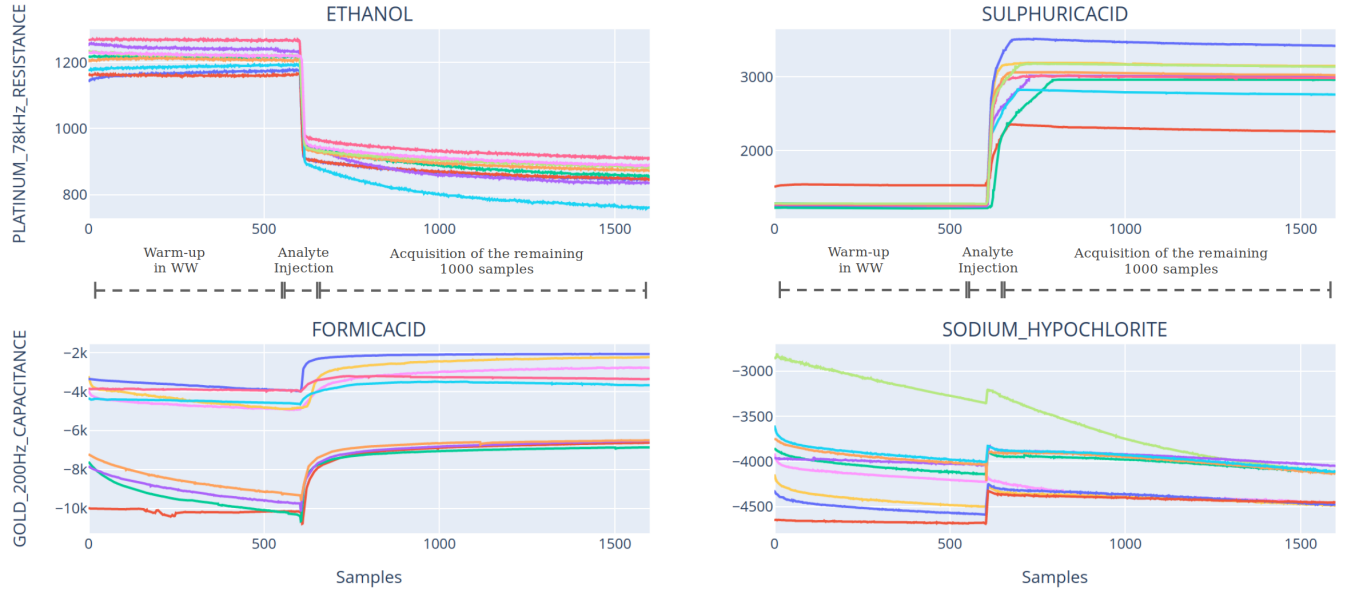 ETHANOL
SULPHURICACID
PLATINUM_78kHz_RESISTANCE
1200
1000
800
0
500
1000
1500
3000
2000
0
500
1000
1500
Warm-up
in WW
Analyte
Injection
Acquisition of the remaining
1000 samples
Warm-up
in WW
Analyte
Injection
Acquisition of the remaining
1000 samples
FORMICACID
SODIUM_HYPOCHLORITE
GOLD_200Hz_CAPACITANCE
−2k
−4k
−6k
−8k
−10k
0
500
1000
1500
Samples
−3000
−3500
−4000
−4500
0
500
1000
1500
Samples